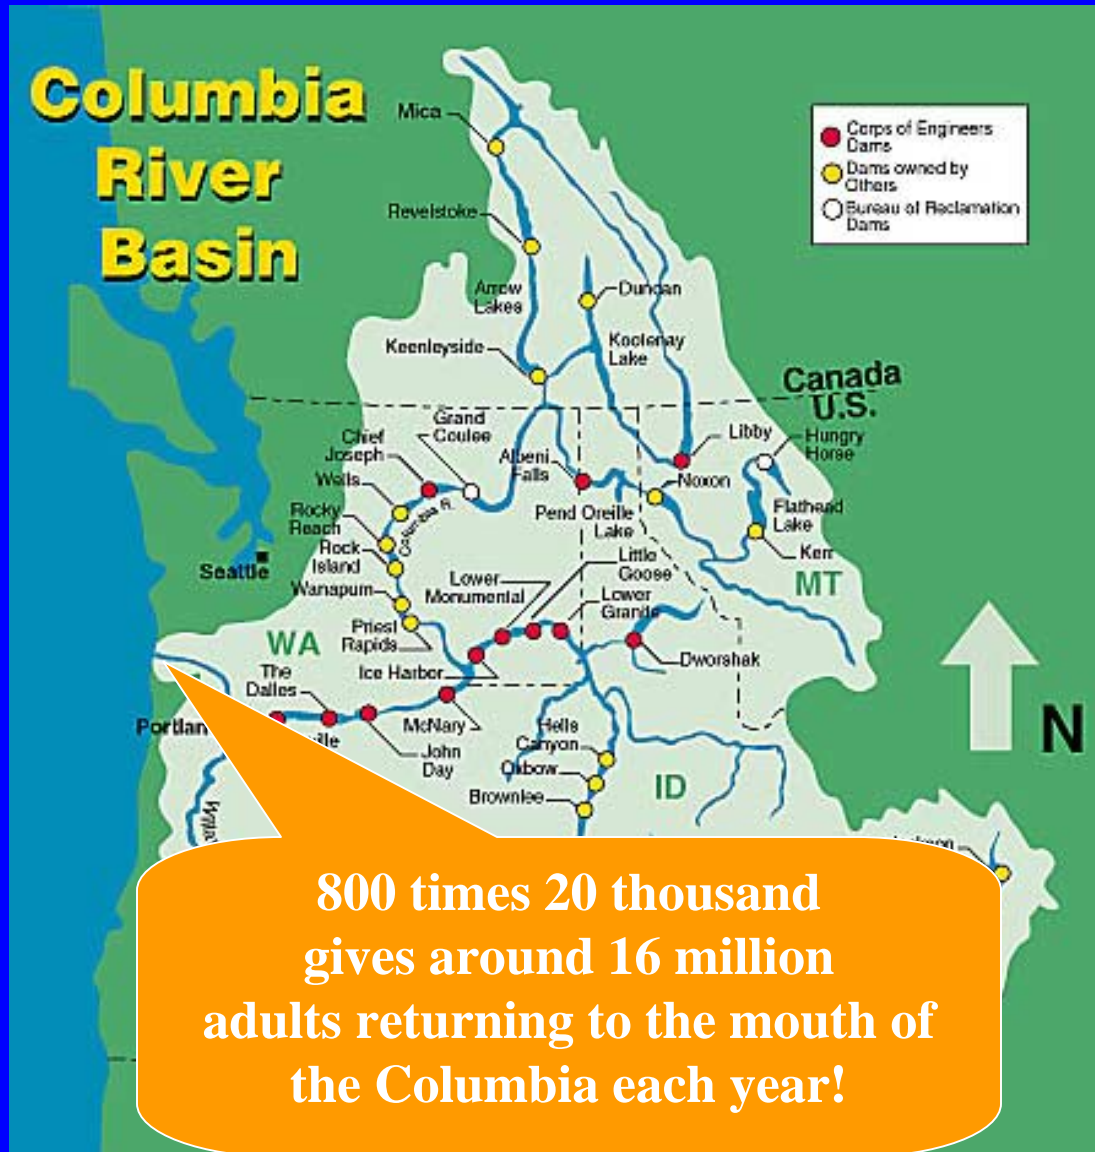 Columbia
River
Basin
Corps of Engineers
Dams
Dams owned by
Others
Bureau of Reclamation
Dams
Mica
Revelstoke
Arrow
Lakes
Duncan
Keenleyside
Kootenay
Lake
Canada
U.S.
Grand
Coulee
Chief
Joseph
Albeni
Falls
Libby
Hungry
Horse
Wells
Noxon
Columbia R.
Rocky
Reach
Pend Oreille
Lake
Flathead
Lake
Rock
Island
Kerr
Seattle
Little
Goose
Lower
Monumental
MT
Wanapum
Lower
Granite
Priest
Rapids
WA
Ice Harbor
Dworshak
The
Dalles
Portlan
McNary
ville
John
Day
Hells
Canyon
Oxbow
Brownlee
ID
N
800 times 20 thousand
gives around 16 million
adults returning to the mouth of
the Columbia each year!